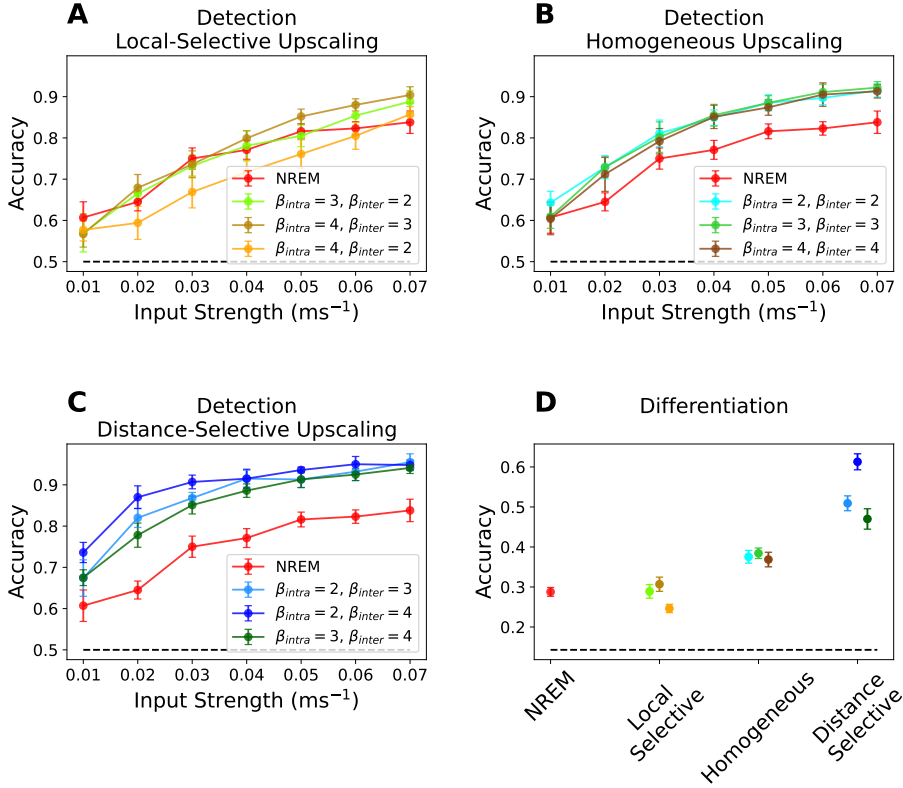 A
Detection
Local-Selective Upscaling
Accuracy
0.9
0.8
0.7
0.6
0.5
NREM
β_intra = 3, β_inter = 2
β_intra = 4, β_inter = 3
β_intra = 4, β_inter = 2
0.01 0.02 0.03 0.04 0.05 0.06 0.07
Input Strength (ms⁻¹)
B
Detection
Homogeneous Upscaling
Accuracy
0.9
0.8
0.7
0.6
0.5
NREM
β_intra = 2, β_inter = 2
β_intra = 3, β_inter = 3
β_intra = 4, β_inter = 4
0.01 0.02 0.03 0.04 0.05 0.06 0.07
Input Strength (ms⁻¹)
C
Detection
Distance-Selective Upscaling
Accuracy
0.9
0.8
0.7
0.6
0.5
NREM
β_intra = 2, β_inter = 3
β_intra = 2, β_inter = 4
β_intra = 3, β_inter = 4
0.01 0.02 0.03 0.04 0.05 0.06 0.07
Input Strength (ms⁻¹)
D
Differentiation
Accuracy
0.6
0.5
0.4
0.3
0.2
NREM
Local
Selective
Homogeneous
Distance
Selective